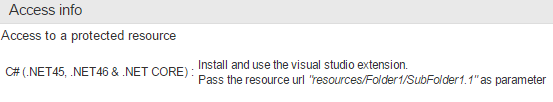 Access info
Access to a protected resource
C# (.NET45, .NET46 & .NET CORE) : Install and use the visual studio extension.
Pass the resource url "resources/Folder1/SubFolder1.1" as parameter